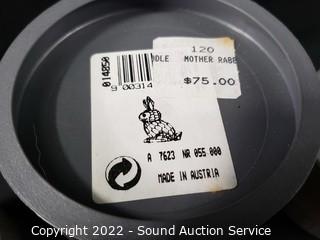 120
DLE MOTHER RABB
$75.00
014050
9 00314
A 7623 NR 055 000
MADE IN AUSTRIA
Copyright 2022 - Sound Auction Service